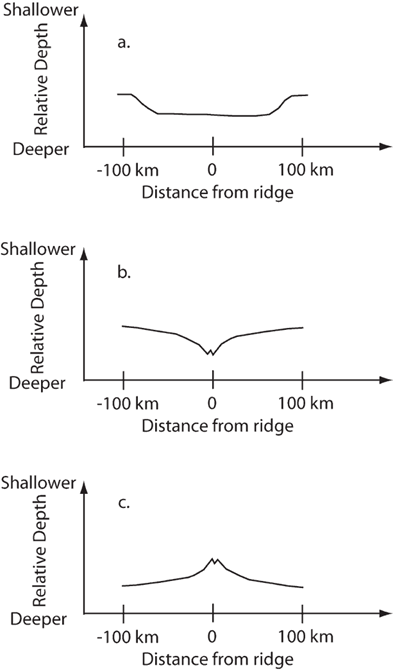 Shallower
a.
Relative Depth
Deeper
-100 km 0 100 km
Distance from ridge
Shallower
b.
Relative Depth
Deeper
-100 km 0 100 km
Distance from ridge
Shallower
c.
Relative Depth
Deeper
-100 km 0 100 km
Distance from ridge